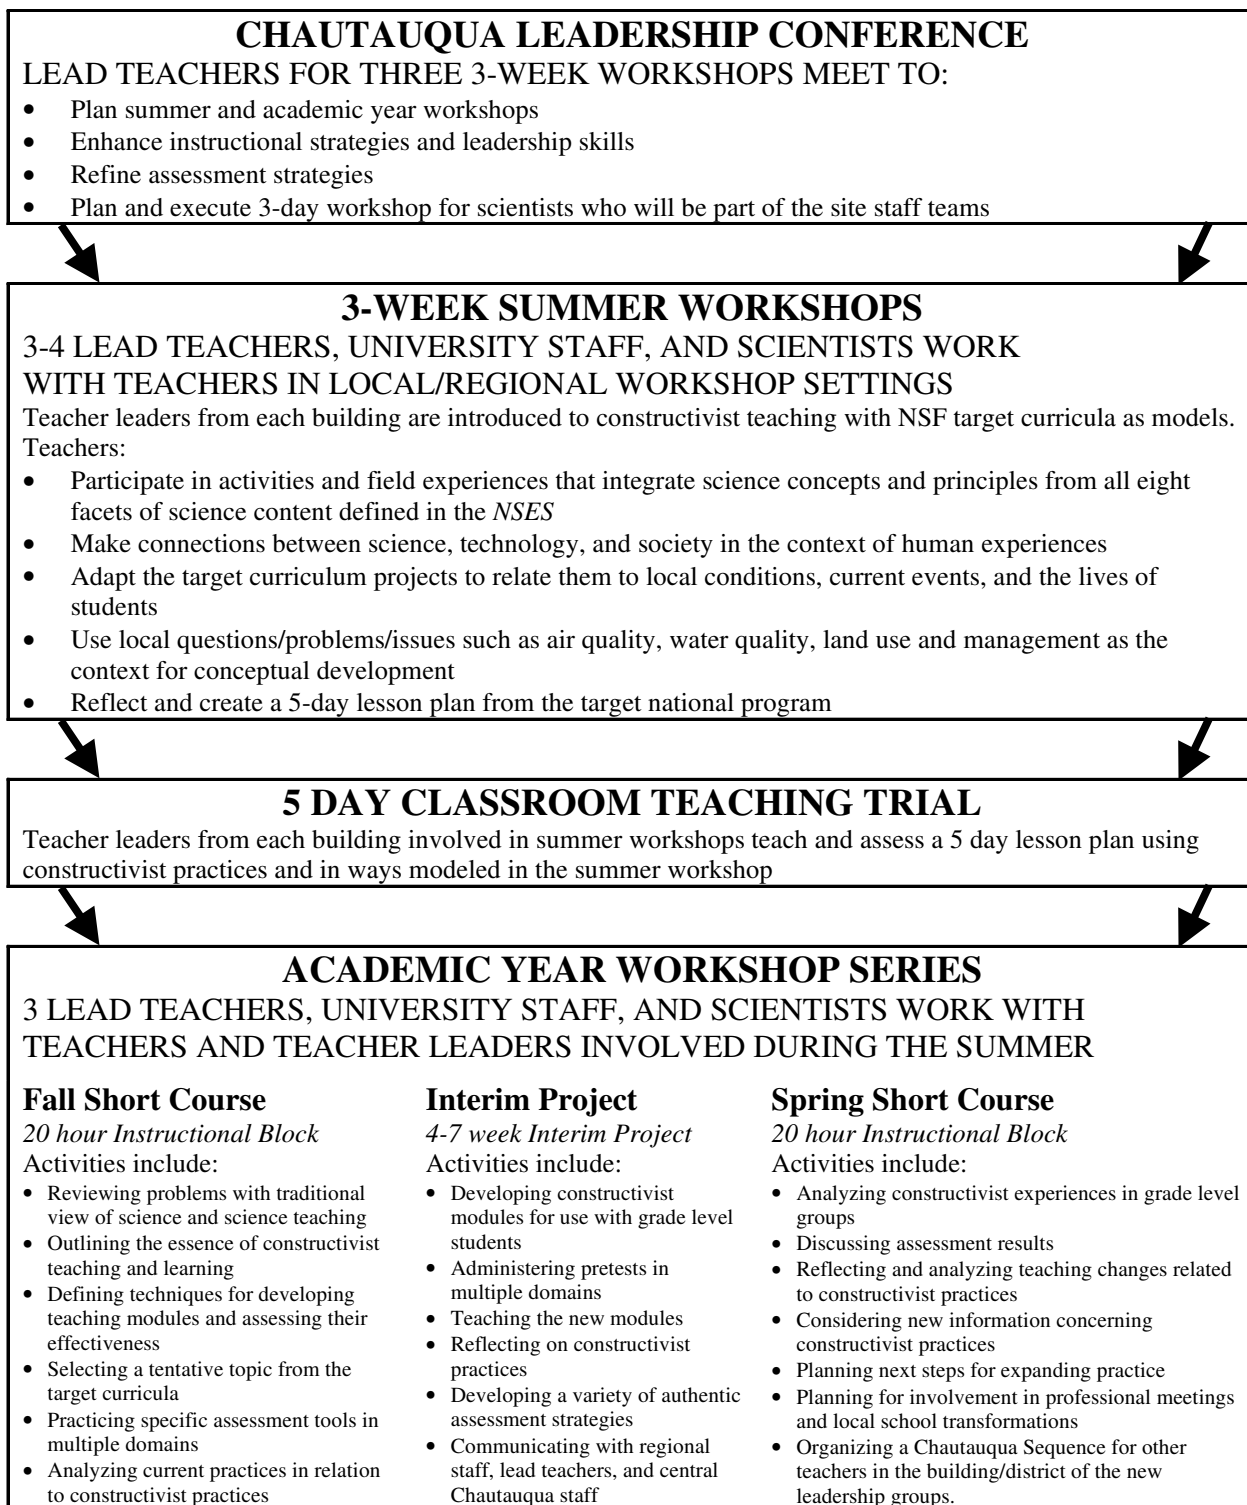 CHAUTAUQUA LEADERSHIP CONFERENCE
LEAD TEACHERS FOR THREE 3-WEEK WORKSHOPS MEET TO:
• Plan summer and academic year workshops
• Enhance instructional strategies and leadership skills
• Refine assessment strategies
• Plan and execute 3-day workshop for scientists who will be part of the site staff teams
3-WEEK SUMMER WORKSHOPS
3-4 LEAD TEACHERS, UNIVERSITY STAFF, AND SCIENTISTS WORK
WITH TEACHERS IN LOCAL/REGIONAL WORKSHOP SETTINGS
Teacher leaders from each building are introduced to constructivist teaching with NSF target curricula as models.
Teachers:
• Participate in activities and field experiences that integrate science concepts and principles from all eight
facets of science content defined in the NSES
• Make connections between science, technology, and society in the context of human experiences
• Adapt the target curriculum projects to relate them to local conditions, current events, and the lives of
students
• Use local questions/problems/issues such as air quality, water quality, land use and management as the
context for conceptual development
• Reflect and create a 5-day lesson plan from the target national program
5 DAY CLASSROOM TEACHING TRIAL
Teacher leaders from each building involved in summer workshops teach and assess a 5 day lesson plan using
constructivist practices and in ways modeled in the summer workshop
ACADEMIC YEAR WORKSHOP SERIES
3 LEAD TEACHERS, UNIVERSITY STAFF, AND SCIENTISTS WORK WITH
TEACHERS AND TEACHER LEADERS INVOLVED DURING THE SUMMER
Fall Short Course
20 hour Instructional Block
Activities include:
• Reviewing problems with traditional
view of science and science teaching
• Outlining the essence of constructivist
teaching and learning
• Defining techniques for developing
teaching modules and assessing their
effectiveness
• Selecting a tentative topic from the
target curricula
• Practicing specific assessment tools in
multiple domains
• Analyzing current practices in relation
to constructivist practices
Interim Project
4-7 week Interim Project
Activities include:
• Developing constructivist
modules for use with grade level
students
• Administering pretests in
multiple domains
• Teaching the new modules
• Reflecting on constructivist
practices
• Developing a variety of authentic
assessment strategies
• Communicating with regional
staff, lead teachers, and central
Chautauqua staff
Spring Short Course
20 hour Instructional Block
Activities include:
• Analyzing constructivist experiences in grade level
groups
• Discussing assessment results
• Reflecting and analyzing teaching changes related
to constructivist practices
• Considering new information concerning
constructivist practices
• Planning next steps for expanding practice
• Planning for involvement in professional meetings
and local school transformations
• Organizing a Chautauqua Sequence for other
teachers in the building/district of the new
leadership groups.